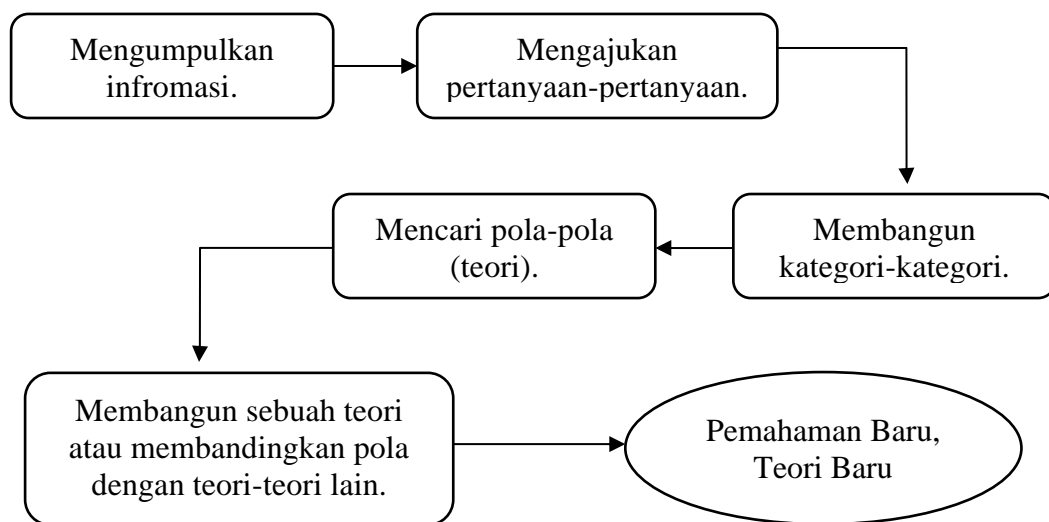 Mengumpulkan
infromasi.
Mengajukan
pertanyaan-pertanyaan.
Membangun
kategori-kategori.
Mencari pola-pola
(teori).
Membangun sebuah teori
atau membandingkan pola
dengan teori-teori lain.
Pemahaman Baru,
Teori Baru